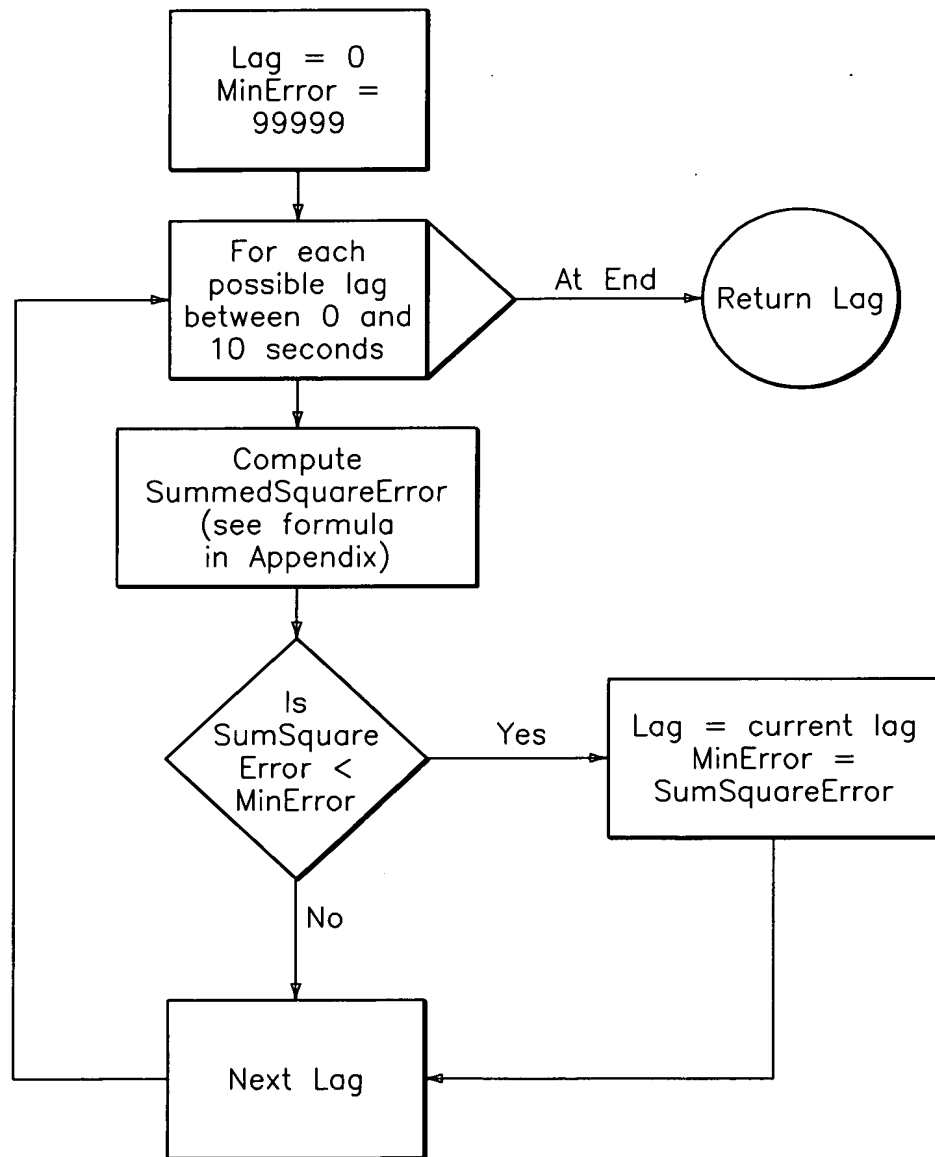 Lag = 0
MinError =
99999
For each
possible lag
between 0 and
10 seconds
At End
Return Lag
Compute
SummedSquareError
(see formula
in Appendix)
Is
SumSquare
Error <
MinError
Yes
Lag = current lag
MinError =
SumSquareError
No
Next Lag